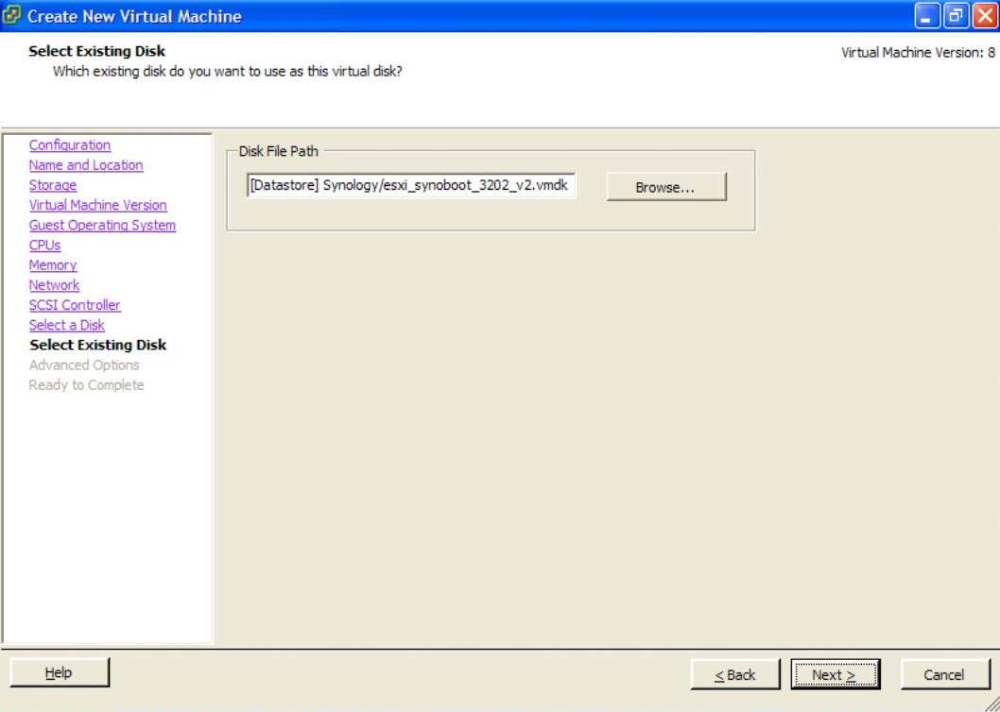 Create New Virtual Machine
Select Existing Disk
Which existing disk do you want to use as this virtual disk?
Virtual Machine Version: 8
Configuration
Name and Location
Storage
Virtual Machine Version
Guest Operating System
CPUs
Memory
Network
SCSI Controller
Select a Disk
Select Existing Disk
Advanced Options
Ready to Complete
Disk File Path
[Datastore] Synology/esxi_synoboot_3202_v2.vmdk
Browse...
Help
< Back
Next >
Cancel